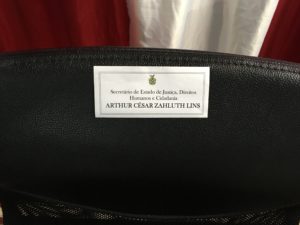 Secretário de Estado de Justiça, Direitos
Humanos e Cidadania
ARTHUR CÉSAR ZAHLUTH LINS